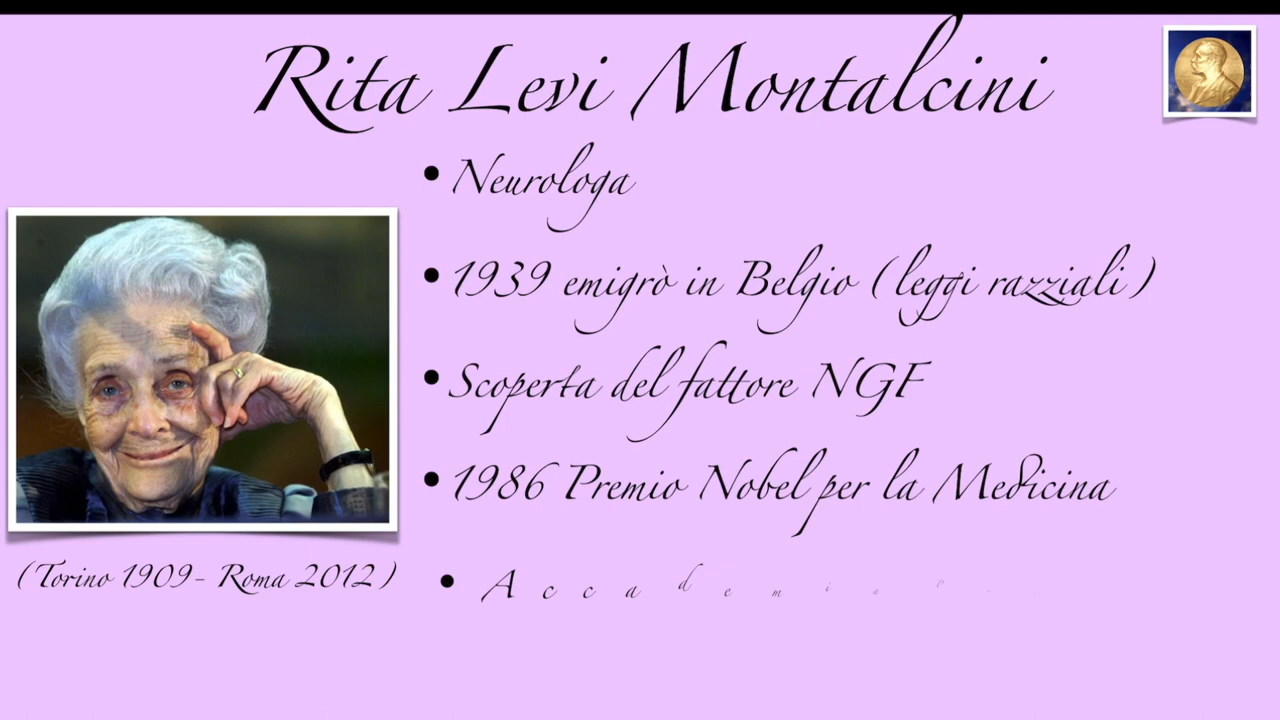 Rita Levi Montalcini
• Neurologa
• 1939 emigrò in Belgio (leggi razziali)
• Scoperta del fattore NGF
• 1986 Premio Nobel per la Medicina
(Torino 1909- Roma 2012)
• Accademia